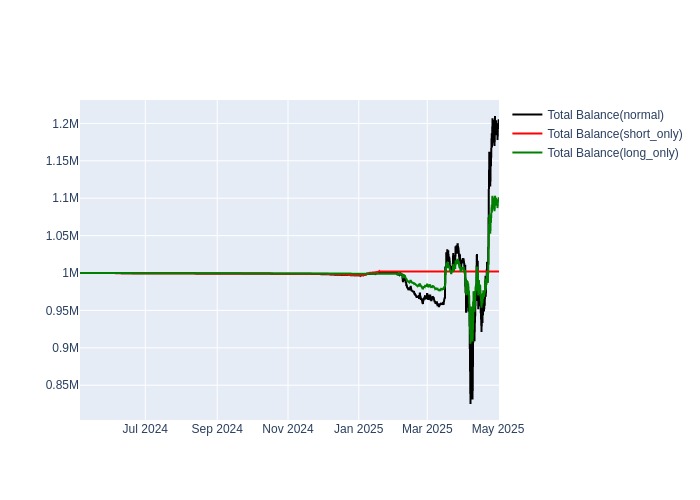 1.2M
1.15M
1.1M
1.05M
1M
0.95M
0.9M
0.85M
Jul 2024
Sep 2024
Nov 2024
Jan 2025
Mar 2025
May 2025
Total Balance(normal)
Total Balance(short_only)
Total Balance(long_only)